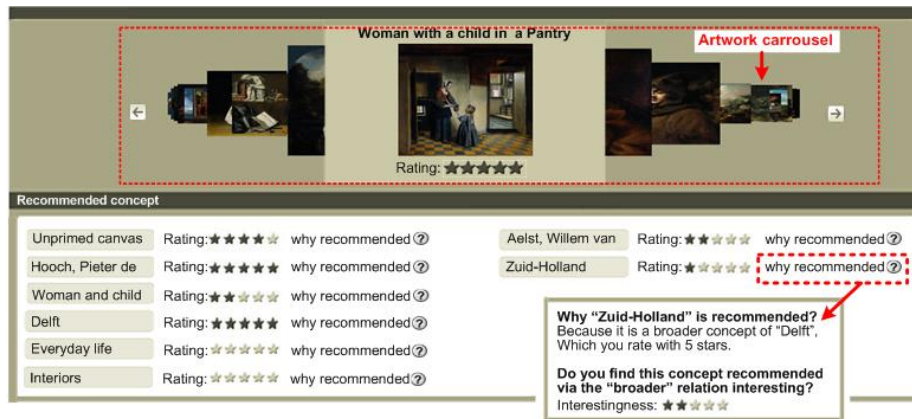 Woman with a child in a Pantry
Artwork carrousel
Rating:
Recommended concept
Unprimed canvas Rating: why recommended ?
Hooch, Pieter de Rating: why recommended ?
Woman and child Rating: why recommended ?
Delft Rating: why recommended ?
Everyday life Rating: why recommended ?
Interiors Rating: why recommended ?
Aelst, Willem van Rating: why recommended ?
Zuid-Holland Rating: why recommended ?
Why “Zuid-Holland” is recommended?
Because it is a broader concept of “Delft”,
Which you rate with 5 stars.
Do you find this concept recommended
via the “broader” relation interesting?
Interestingness: